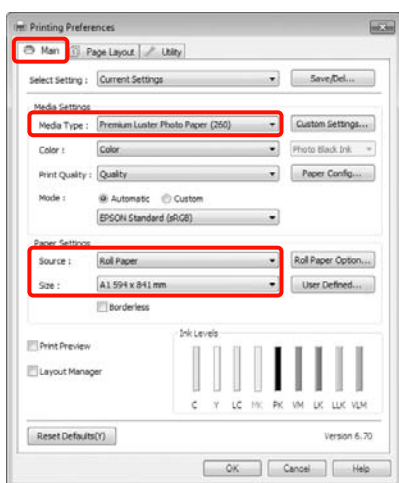 Printing Preferences
Main Page Layout Utility
Select Setting : Current Settings Save/Del...
Media Settings
Media Type : Premium Luster Photo Paper (260) Custom Settings...
Color : Color Photo Black Ink
Print Quality : Quality Paper Config...
Mode : Automatic Custom
EPSON Standard (sRGB)
Paper Settings
Source : Roll Paper Roll Paper Option...
Size : A1 594 x 841 mm User Defined...
Borderless
Ink Levels
Print Preview
Layout Manager
C Y LC MK PK VM LK LLK VLM
Reset Defaults(Y) Version 6.70
OK Cancel Help